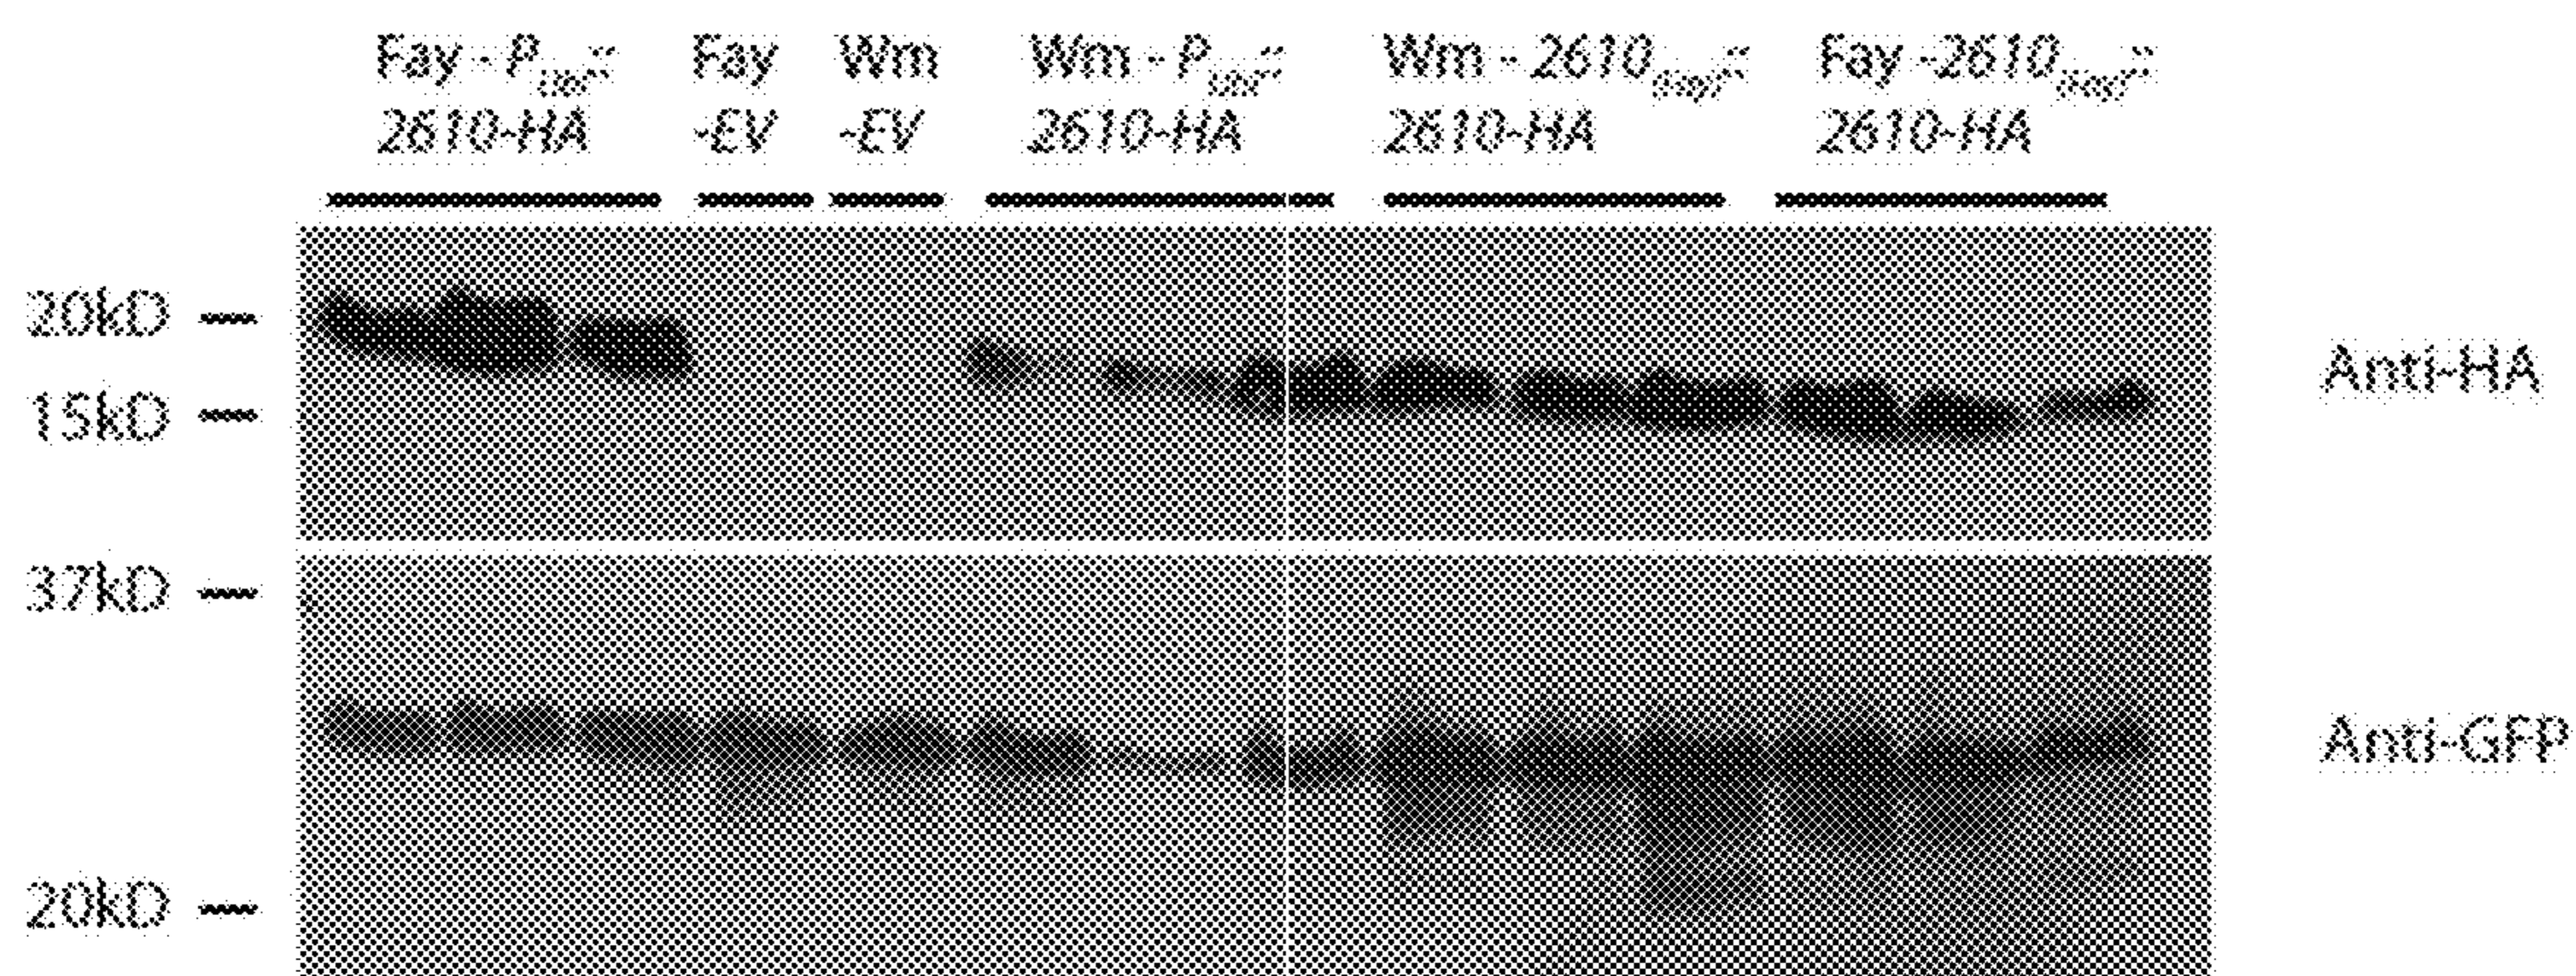 Fay - P
2610-HA
Fay
-EV
Wm
-EV
Wm - P
2610-HA
Wm - 2610
2610-HA
Fay -2610
2610-HA
20kD
15kD
Anti-HA
37kD
20kD
Anti-GFP